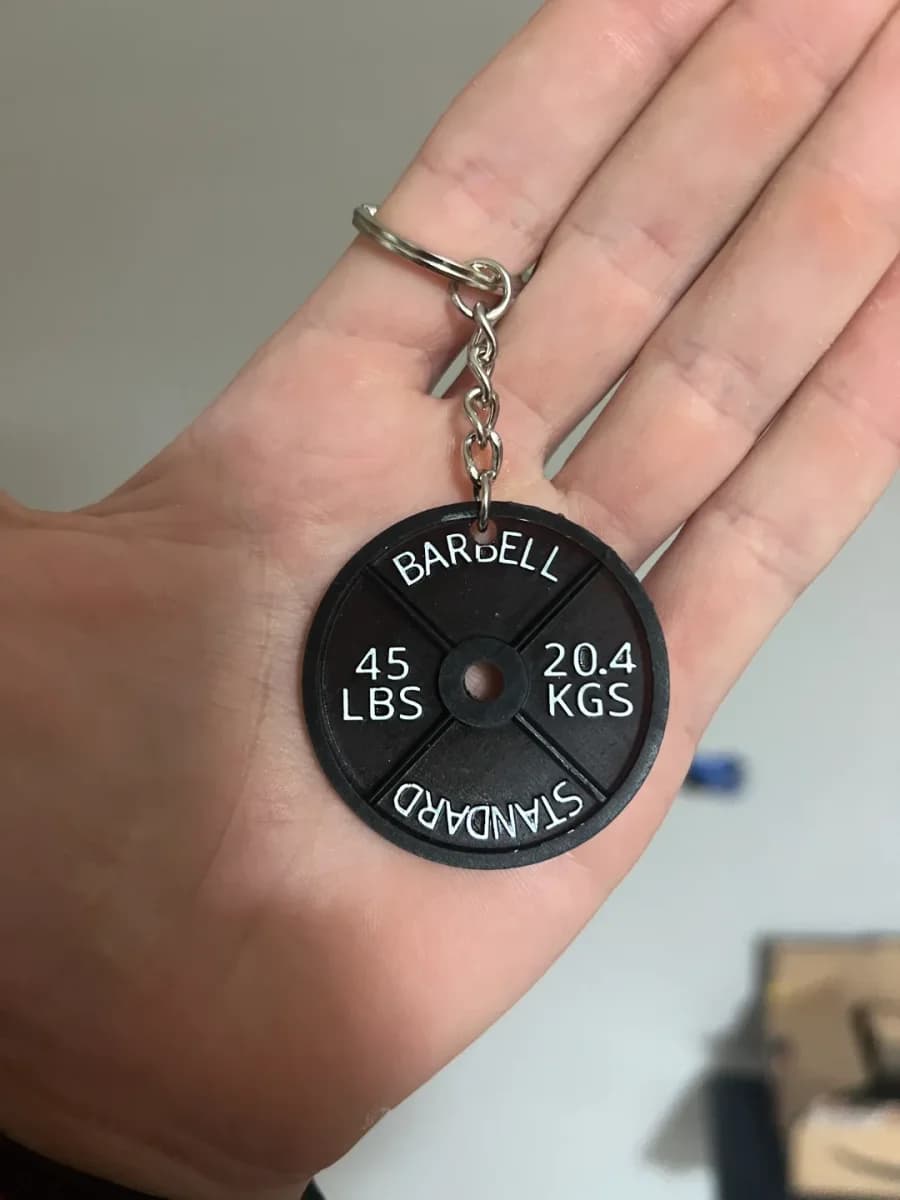 BARBELL
45
LBS
20.4
KGS
STANDARD